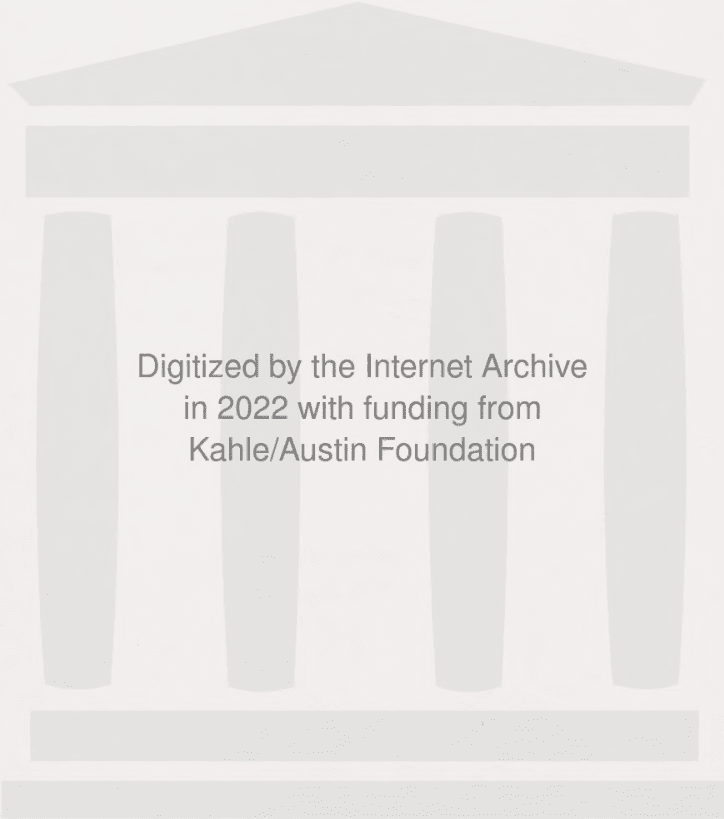 Digitized by the Internet Archive
in 2022 with funding from
Kahle/Austin Foundation